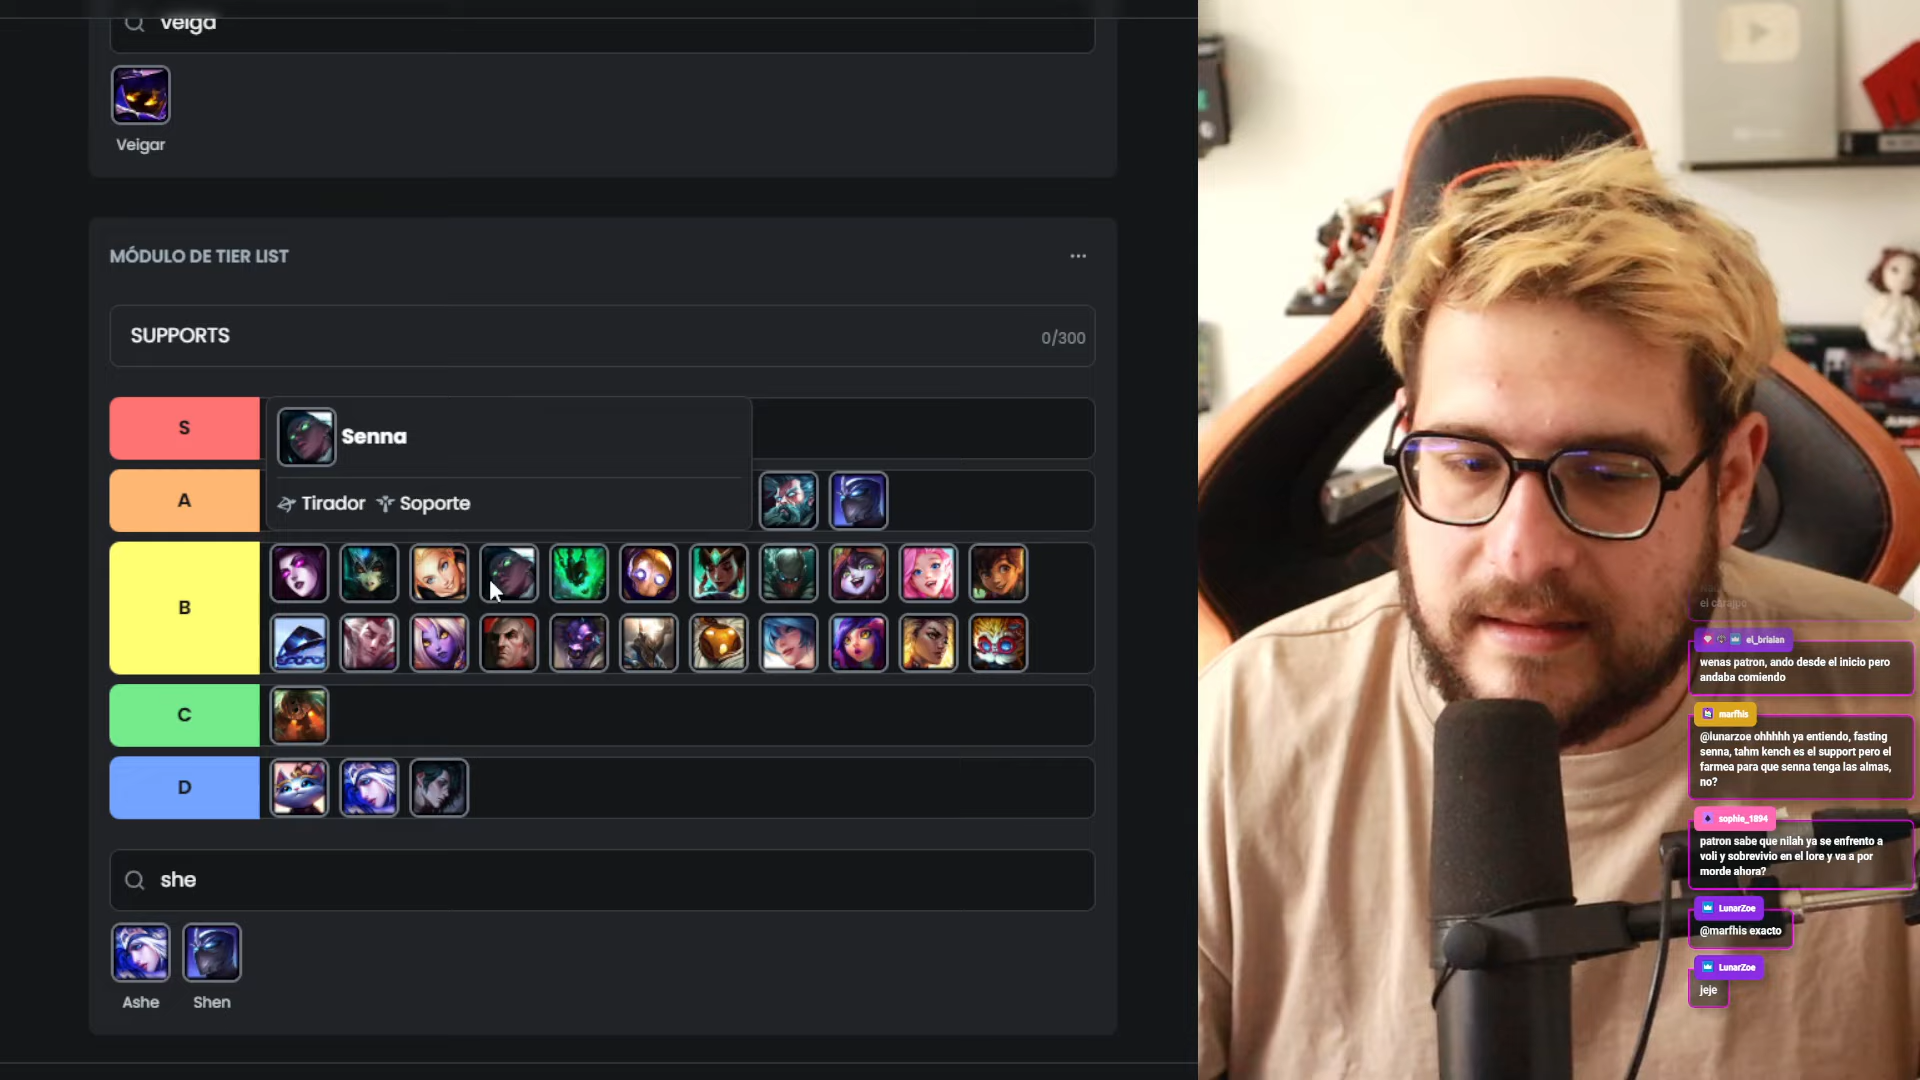 veiga
Veigar
MÓDULO DE TIER LIST
SUPPORTS
0/300
S
Senna
Tirador Soporte
A
B
C
D
she
Ashe
Shen
el carajpo
el_briaian
wenas patron, ando desde el inicio pero
andaba comiendo
marfhis
@lunarzoe ohhhhh ya entiendo, fasting
senna, tahm kench es el support pero el
farmea para que senna tenga las almas,
no?
sophie_1894
patron sabe que nilah ya se enfrento a
voli y sobrevivio en el lore y va a por
morde ahora?
LunarZoe
@marfhis exacto
LunarZoe
jeje